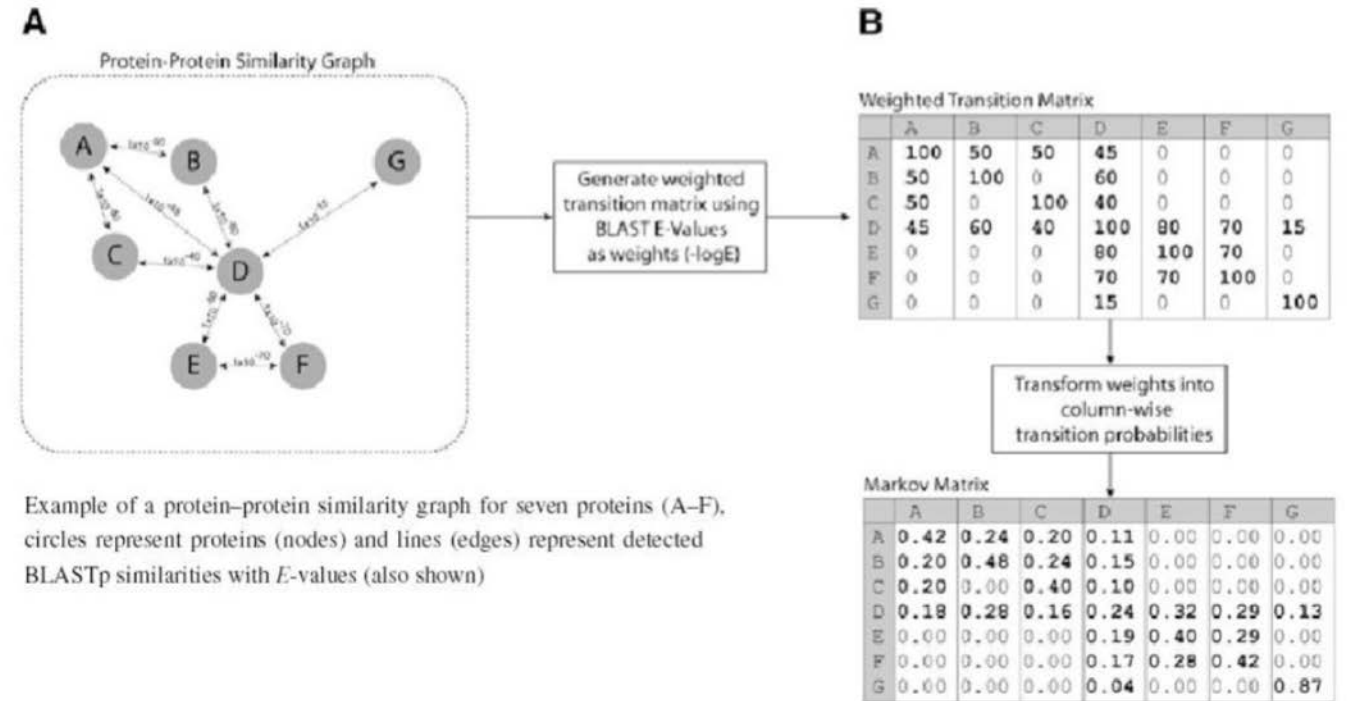 A
Protein-Protein Similarity Graph
A
B
G
C
D
E
F
Generate weighted
transition matrix using
BLAST E-Values
as weights (-logE)
Example of a protein–protein similarity graph for seven proteins (A–F),
circles represent proteins (nodes) and lines (edges) represent detected
BLASTp similarities with E-values (also shown)
B
Weighted Transition Matrix
A B C D E F G
A 100 50 50 45 0 0 0
B 50 100 0 60 0 0 0
C 50 0 100 40 0 0 0
D 45 60 40 100 80 70 15
E 0 0 0 80 100 70 0
F 0 0 0 70 70 100 0
G 0 0 0 15 0 0 100
Transform weights into
column-wise
transition probabilities
Markov Matrix
A B C D E F G
A 0.42 0.24 0.20 0.11 0.00 0.00 0.00
B 0.20 0.48 0.24 0.15 0.00 0.00 0.00
C 0.20 0.00 0.40 0.10 0.00 0.00 0.00
D 0.18 0.28 0.16 0.24 0.32 0.29 0.13
E 0.00 0.00 0.00 0.19 0.40 0.29 0.00
F 0.00 0.00 0.00 0.17 0.28 0.42 0.00
G 0.00 0.00 0.00 0.04 0.00 0.00 0.87